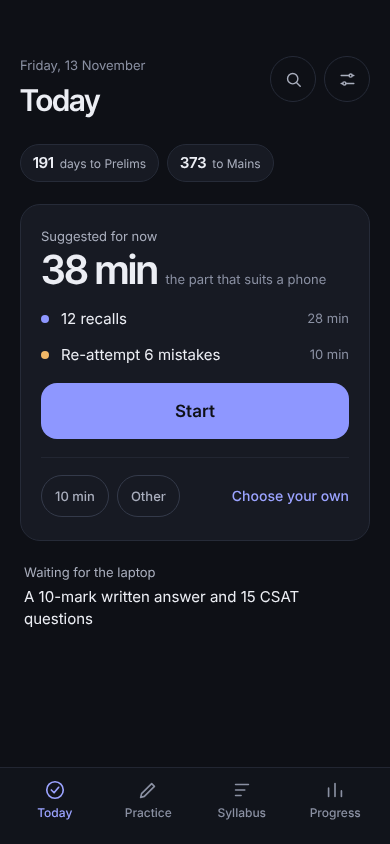 Friday, 13 November
Today
191 days to Prelims
373 to Mains
Suggested for now
38 min the part that suits a phone
12 recalls 28 min
Re-attempt 6 mistakes 10 min
Start
10 min Other Choose your own
Waiting for the laptop
A 10-mark written answer and 15 CSAT
questions
Today Practice Syllabus Progress